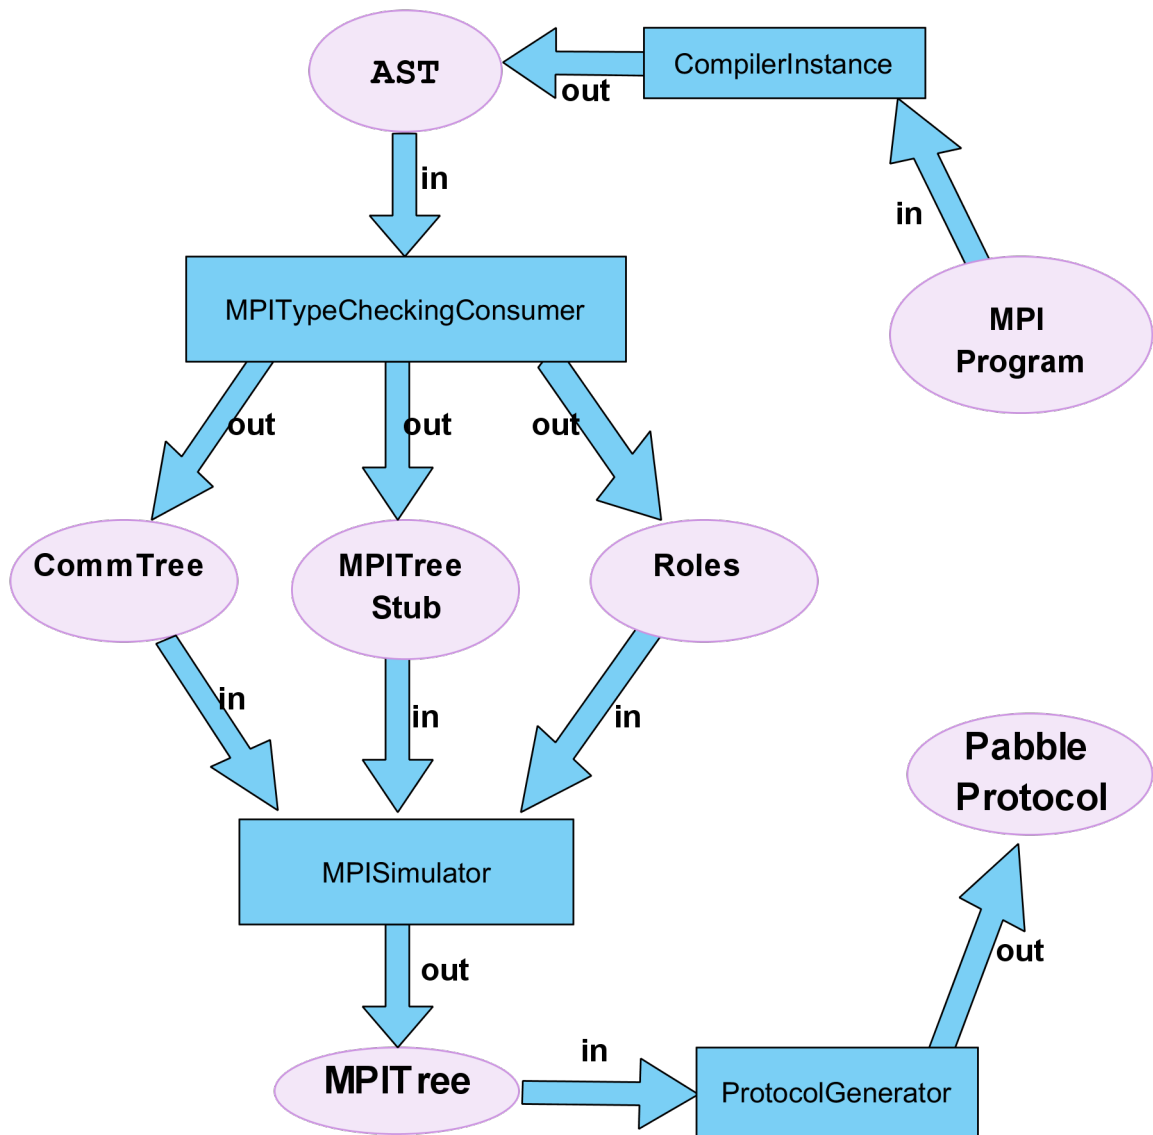 AST
CompilerInstance
out
in
in
MPITypeCheckingConsumer
MPI
Program
out
out
out
CommTree
MPITree
Stub
Roles
in
in
in
Pabble
Protocol
MPISimulator
out
out
MPITree
in
ProtocolGenerator